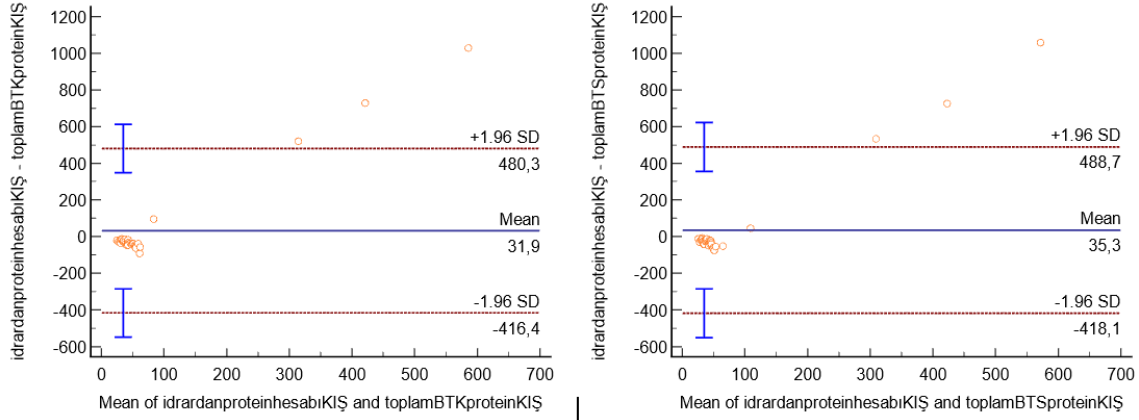 idrardanproteinhesabıKIŞ - toplamBTKproteinKIŞ
1200
1000
800
600
400
200
0
-200
-400
-600
+1.96 SD
480,3
Mean
31,9
-1.96 SD
-416,4
0 100 200 300 400 500 600 700
Mean of idrardanproteinhesabıKIŞ and toplamBTKproteinKIŞ
idrardanproteinhesabıKIŞ - toplamBTSproteinKIŞ
1200
1000
800
600
400
200
0
-200
-400
-600
+1.96 SD
488,7
Mean
35,3
-1.96 SD
-418,1
0 100 200 300 400 500 600 700
Mean of idrardanproteinhesabıKIŞ and toplamBTSproteinKIŞ